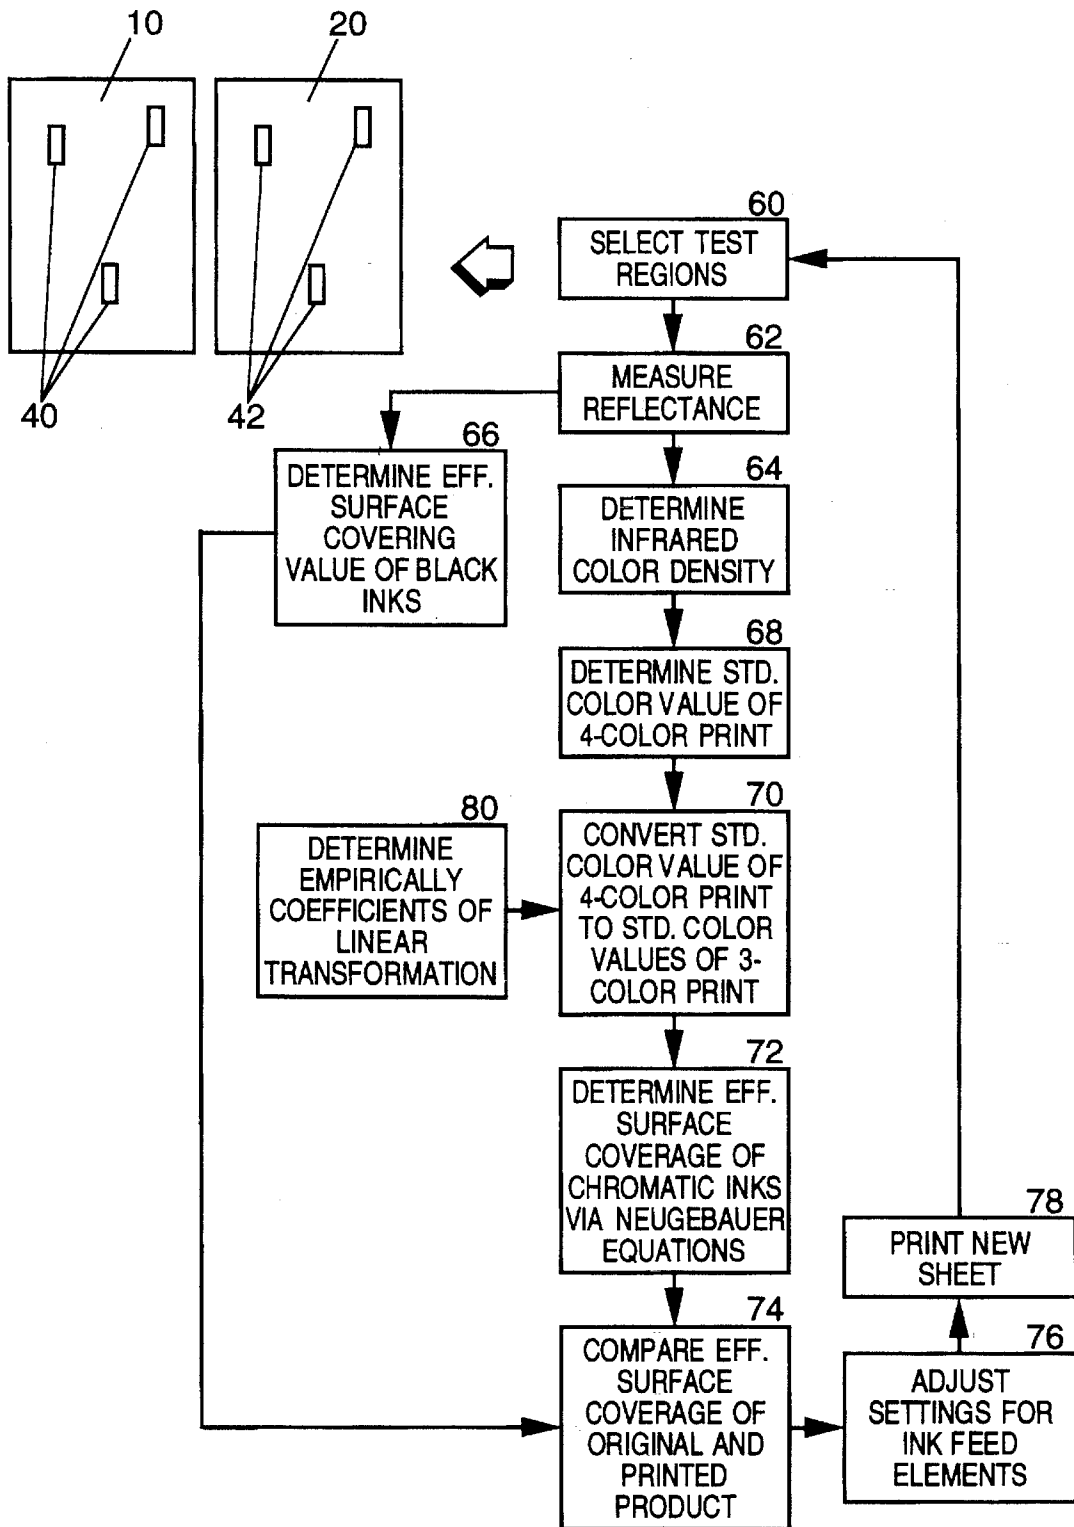 10
20
40
42
60
SELECT TEST
REGIONS
62
MEASURE
REFLECTANCE
66
DETERMINE EFF.
SURFACE
COVERING
VALUE OF BLACK
INKS
64
DETERMINE
INFRARED
COLOR DENSITY
68
DETERMINE STD.
COLOR VALUE OF
4-COLOR PRINT
80
DETERMINE
EMPIRICALLY
COEFFICIENTS OF
LINEAR
TRANSFORMATION
70
CONVERT STD.
COLOR VALUE OF
4-COLOR PRINT
TO STD. COLOR
VALUES OF 3-
COLOR PRINT
72
DETERMINE EFF.
SURFACE
COVERAGE OF
CHROMATIC INKS
VIA NEUGEBAUER
EQUATIONS
74
COMPARE EFF.
SURFACE
COVERAGE OF
ORIGINAL AND
PRINTED
PRODUCT
76
ADJUST
SETTINGS FOR
INK FEED
ELEMENTS
78
PRINT NEW
SHEET